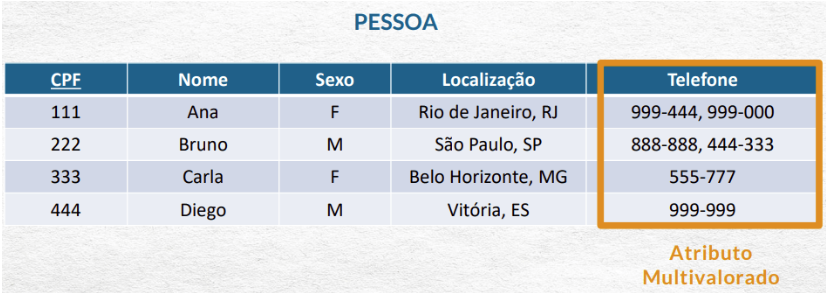 PESSOA
CPF Nome Sexo Localização Telefone
111 Ana F Rio de Janeiro, RJ 999-444, 999-000
222 Bruno M São Paulo, SP 888-888, 444-333
333 Carla F Belo Horizonte, MG 555-777
444 Diego M Vitória, ES 999-999
Atributo
Multivalorado